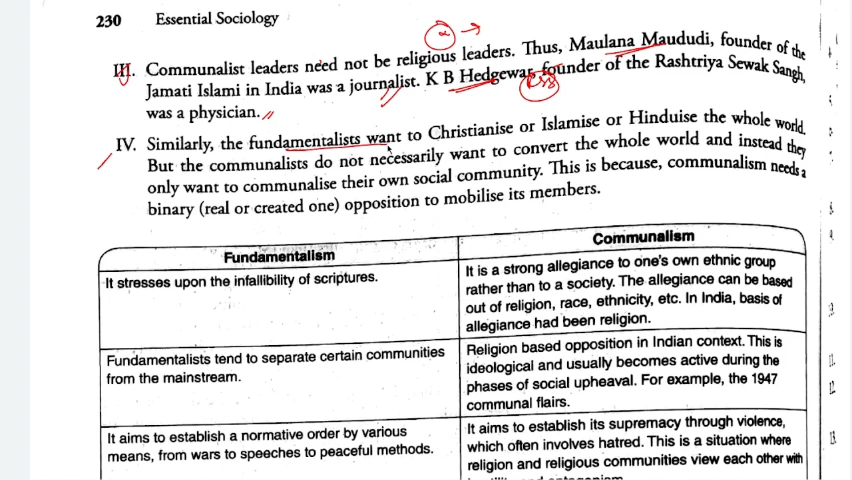 230 Essential Sociology
III. Communalist leaders need not be religious leaders. Thus, Maulana Maududi, founder of the
Jamati Islami in India was a journalist. K B Hedgewar, founder of the Rashtriya Sewak Sangh,
was a physician.
IV. Similarly, the fundamentalists want to Christianise or Islamise or Hinduise the whole world.
But the communalists do not necessarily want to convert the whole world and instead they
only want to communalise their own social community. This is because, communalism needs a
binary (real or created one) opposition to mobilise its members.
Fundamentalism
Communalism
It stresses upon the infallibility of scriptures.
It is a strong allegiance to one's own ethnic group
rather than to a society. The allegiance can be based
out of religion, race, ethnicity, etc. In India, basis of
allegiance had been religion.
Fundamentalists tend to separate certain communities
from the mainstream.
Religion based opposition in Indian context. This is
ideological and usually becomes active during the
phases of social upheaval. For example, the 1947
communal flairs.
It aims to establish a normative order by various
means, from wars to speeches to peaceful methods.
It aims to establish its supremacy through violence,
which often involves hatred. This is a situation where
religion and religious communities view each other with